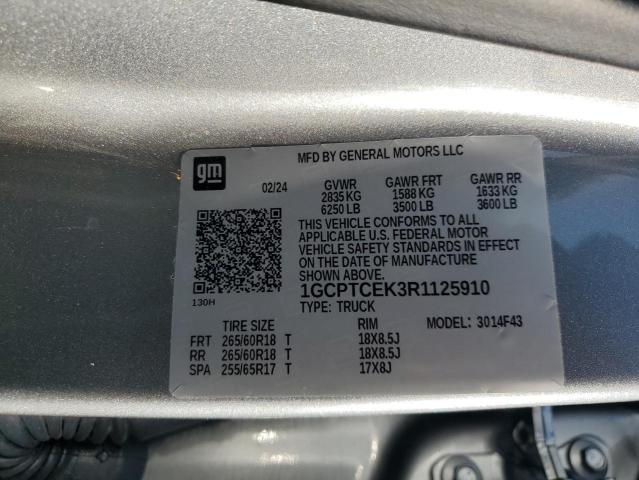 MFD BY GENERAL MOTORS LLC
gm
02/24
GVWR GAWR FRT GAWR RR
2835 KG 1588 KG 1633 KG
6250 LB 3500 LB 3600 LB
THIS VEHICLE CONFORMS TO ALL
APPLICABLE U.S. FEDERAL MOTOR
VEHICLE SAFETY STANDARDS IN EFFECT
ON THE DATE OF MANUFACTURE
SHOWN ABOVE.
130H
1GCPTCEK3R1125910
TYPE: TRUCK
TIRE SIZE RIM MODEL: 3014F43
FRT 265/60R18 T 18X8.5J
RR 265/60R18 T 18X8.5J
SPA 255/65R17 T 17X8J